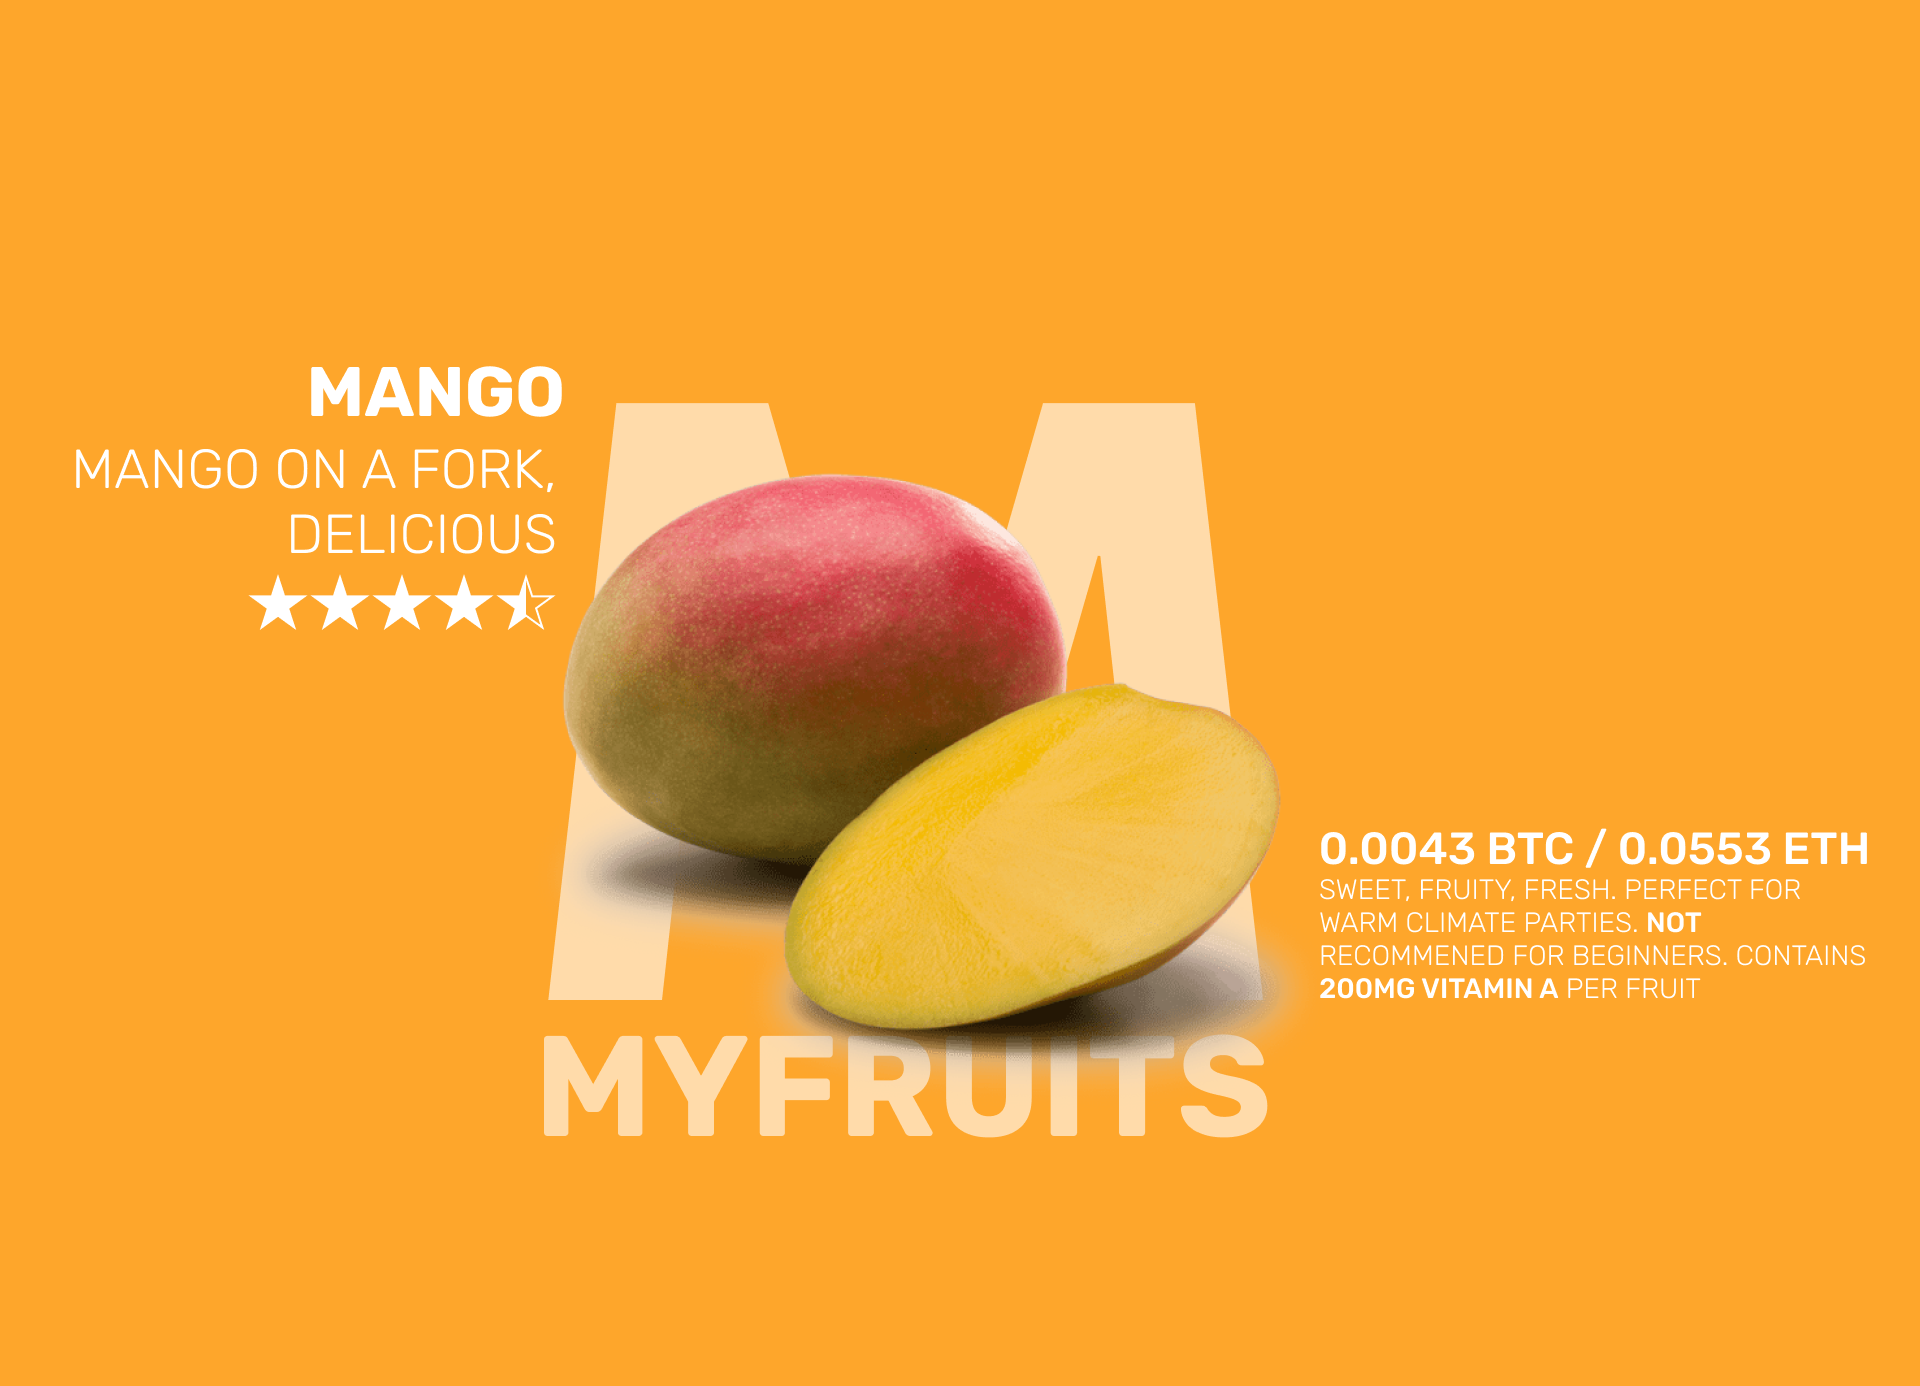 MANGO
MANGO ON A FORK,
DELICIOUS
M
0.0043 BTC / 0.0553 ETH
SWEET, FRUITY, FRESH. PERFECT FOR
WARM CLIMATE PARTIES. NOT
RECOMMENED FOR BEGINNERS. CONTAINS
200MG VITAMIN A PER FRUIT
MYFRUITS